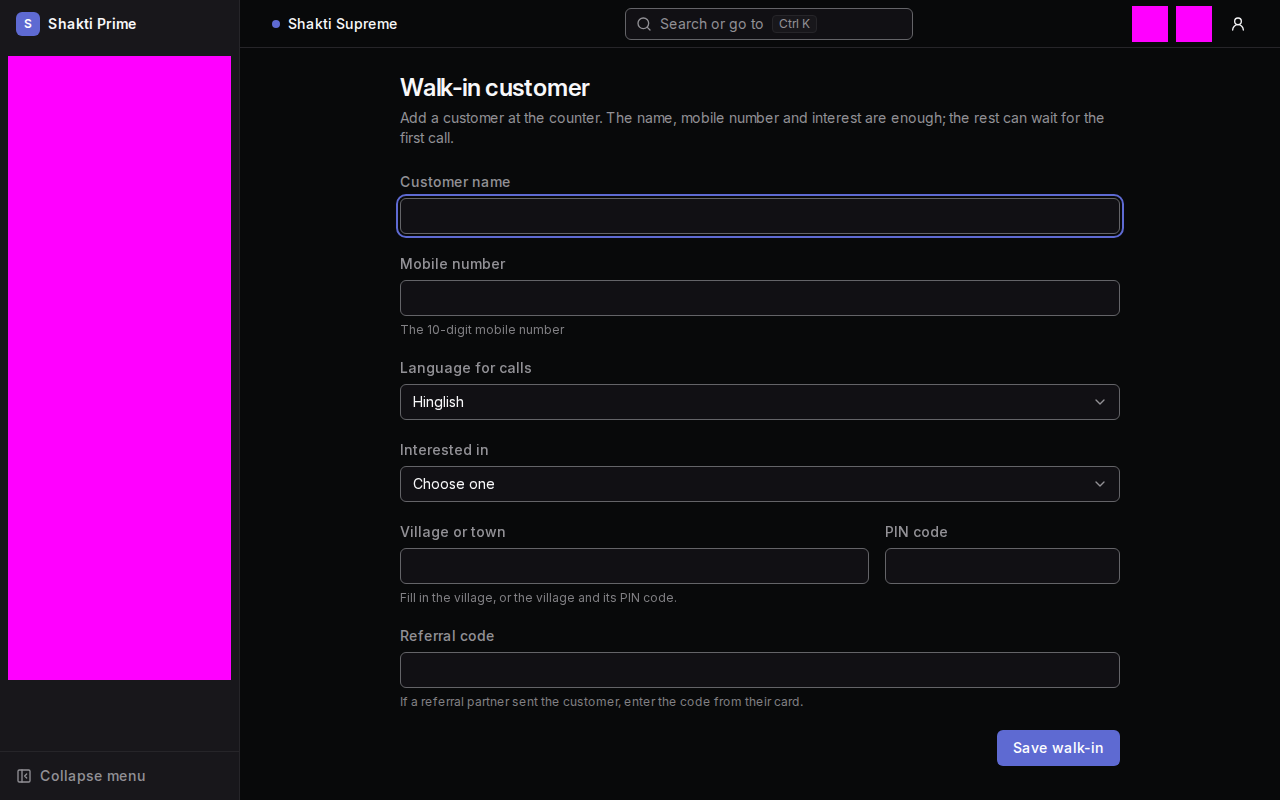 S Shakti Prime
Shakti Supreme
Search or go to Ctrl K
Walk-in customer
Add a customer at the counter. The name, mobile number and interest are enough; the rest can wait for the
first call.
Customer name
Mobile number
The 10-digit mobile number
Language for calls
Hinglish
Interested in
Choose one
Village or town
PIN code
Fill in the village, or the village and its PIN code.
Referral code
If a referral partner sent the customer, enter the code from their card.
Save walk-in
Collapse menu